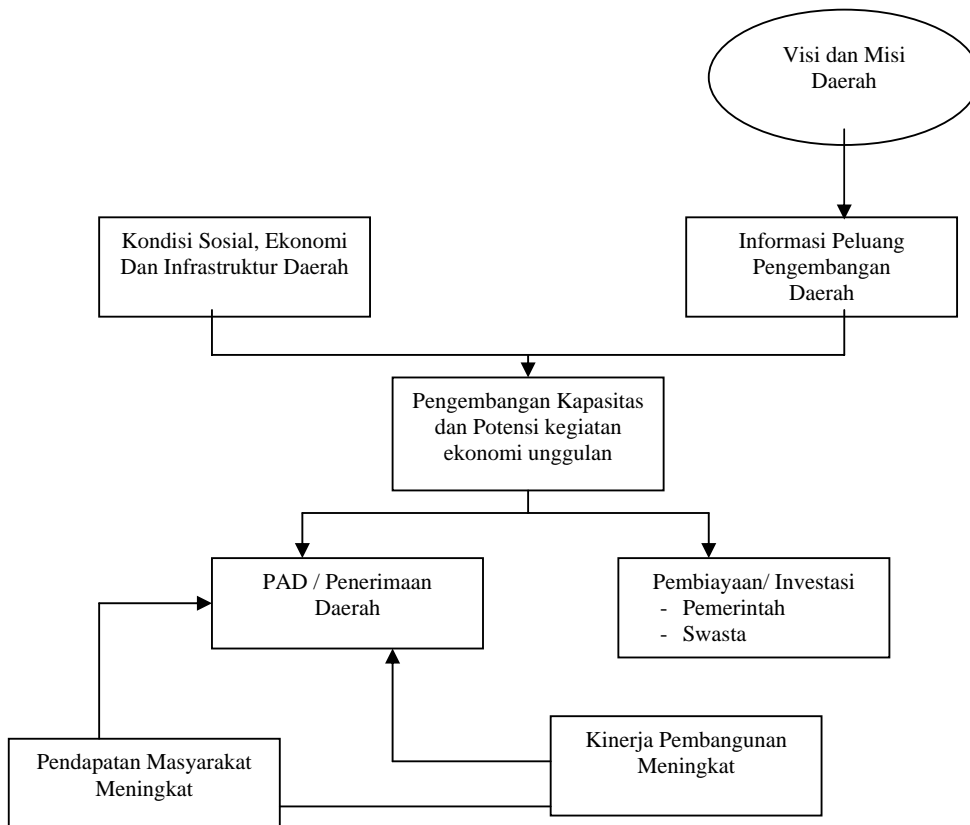 Visi dan Misi
Daerah
Kondisi Sosial, Ekonomi
Dan Infrastruktur Daerah
Informasi Peluang
Pengembangan
Daerah
Pengembangan Kapasitas
dan Potensi kegiatan
ekonomi unggulan
PAD / Penerimaan
Daerah
Pembiayaan/ Investasi
- Pemerintah
- Swasta
Kinerja Pembangunan
Meningkat
Pendapatan Masyarakat
Meningkat